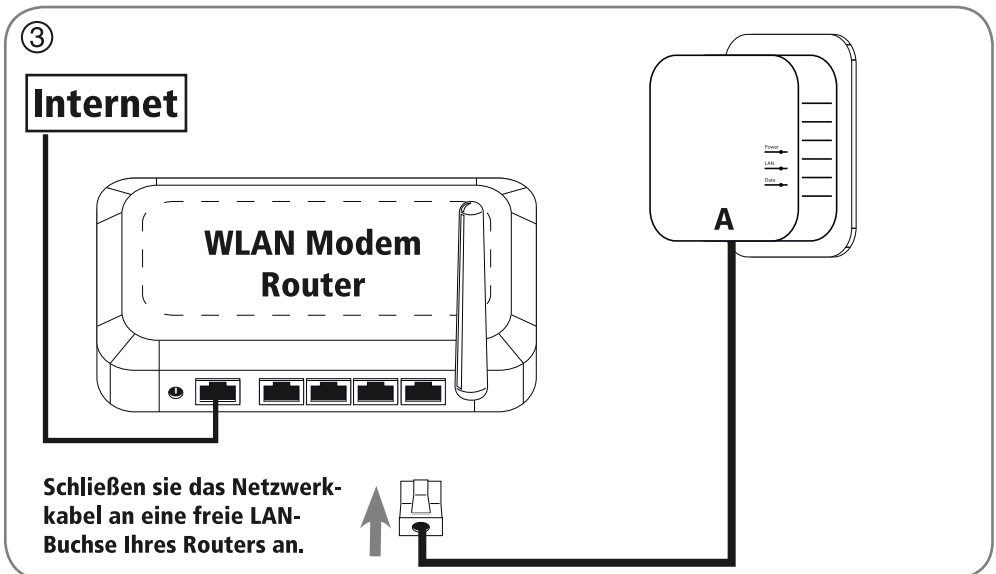 ③
Internet
WLAN Modem
Router
Power
LAN
Data
A
Schließen sie das Netzwerk-
kabel an eine freie LAN-
Buchse Ihres Routers an.